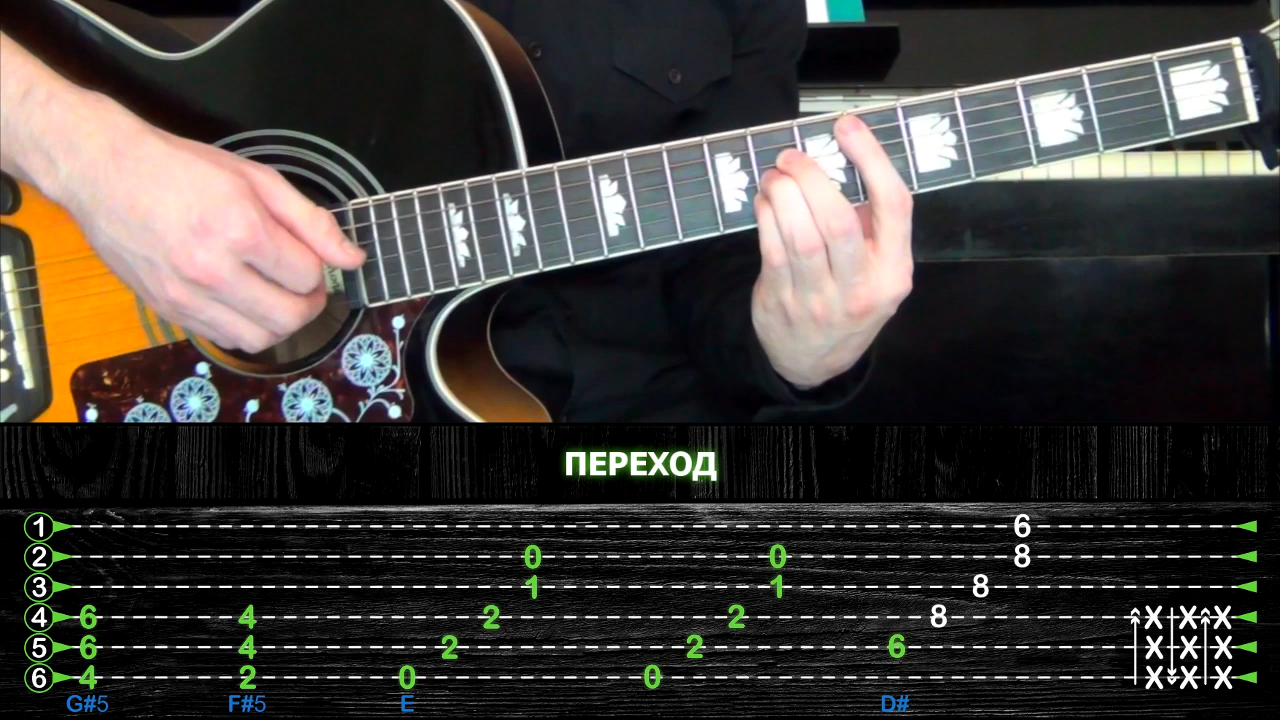 ПЕРЕХОД
1 6
2 0 0 8
3 1 1 8
4 6 4 2 2 8 X X X
5 6 4 2 2 6 X X X
6 4 2 0 0 X X X
G#5 F#5 E D#